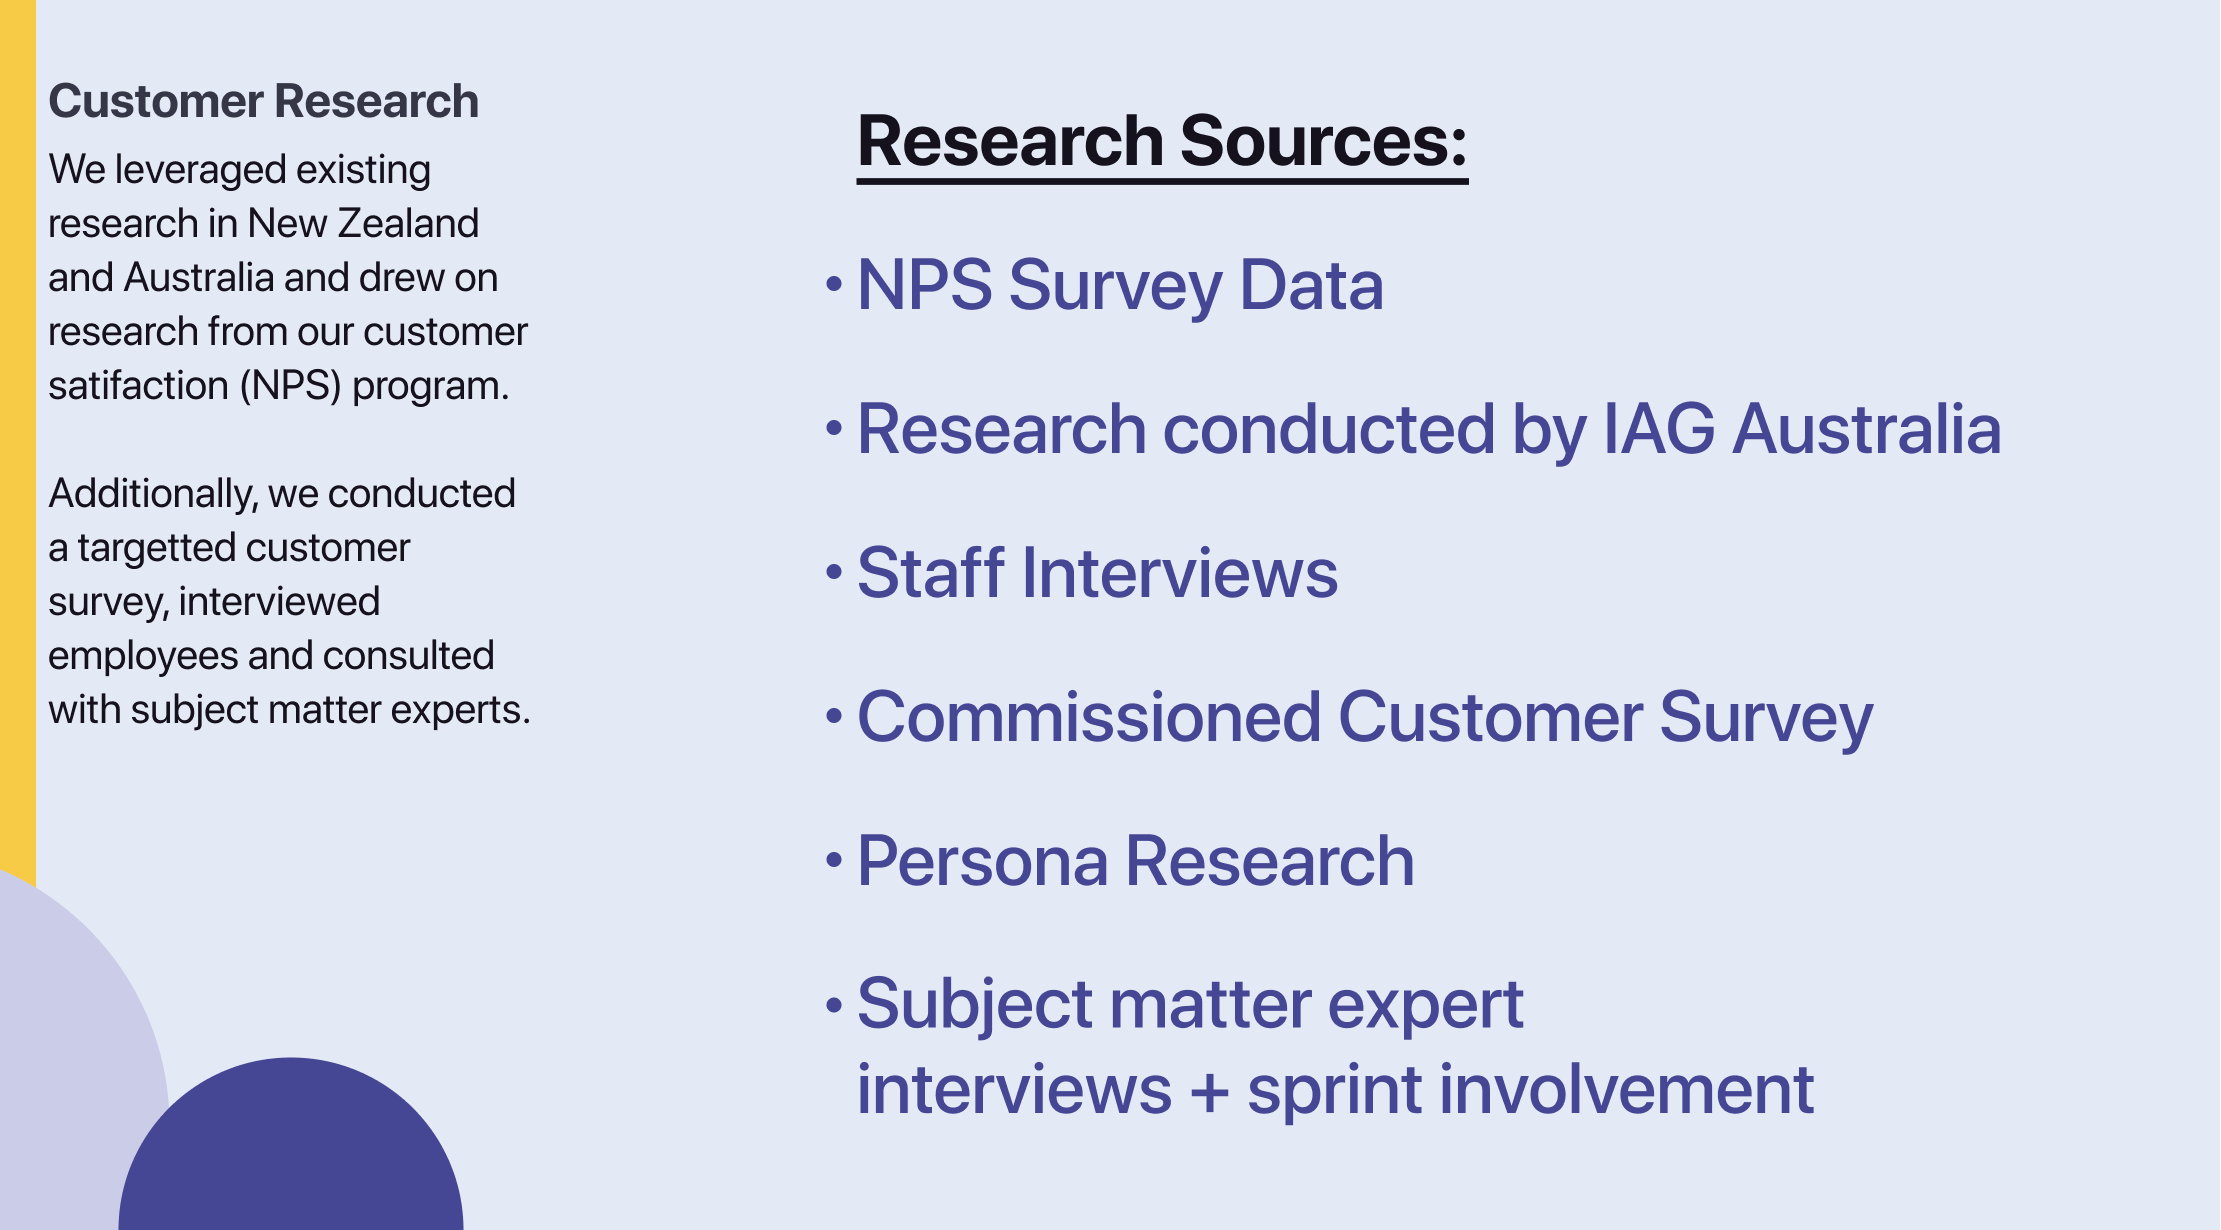 Customer Research
We leveraged existing
research in New Zealand
and Australia and drew on
research from our customer
satifaction (NPS) program.
Additionally, we conducted
a targetted customer
survey, interviewed
employees and consulted
with subject matter experts.
Research Sources:
• NPS Survey Data
• Research conducted by IAG Australia
• Staff Interviews
• Commissioned Customer Survey
• Persona Research
• Subject matter expert
interviews + sprint involvement